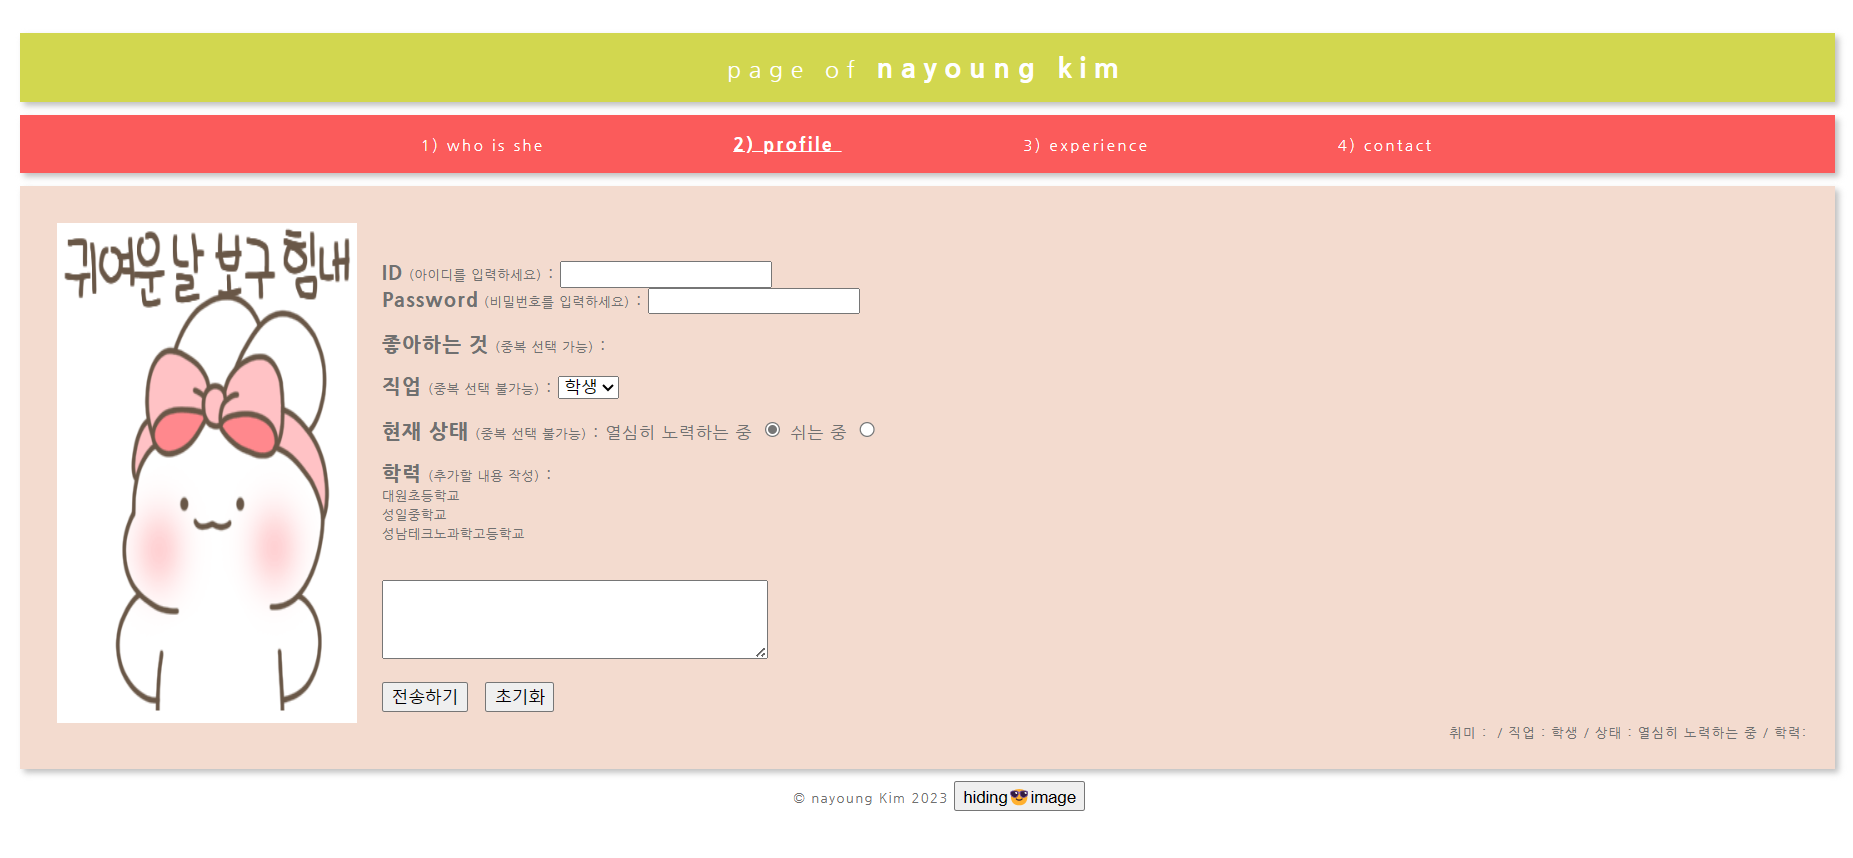 page of nayoung kim
1) who is she 2) profile 3) experience 4) contact
귀여운 날 보구 힘내
ID (아이디를 입력하세요) :
Password (비밀번호를 입력하세요) :
좋아하는 것 (중복 선택 가능) :
직업 (중복 선택 불가능) : 학생
현재 상태 (중복 선택 불가능) : 열심히 노력하는 중 쉬는 중
학력 (추가할 내용 작성) :
대원초등학교
성일중학교
성남테크노과학고등학교
전송하기 초기화
취미 : / 직업 : 학생 / 상태 : 열심히 노력하는 중 / 학력:
© nayoung Kim 2023 hiding😎image